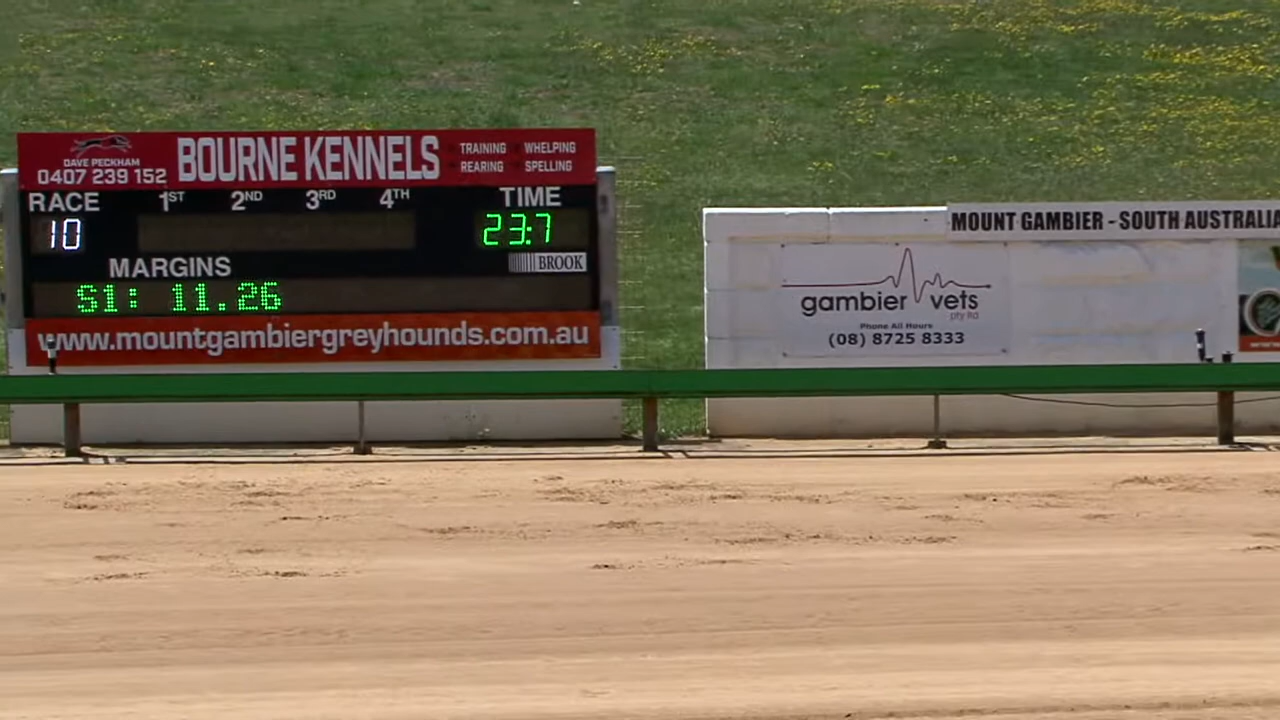 DAVE PECKHAM
0407 239 152
BOURNE KENNELS
TRAINING WHELPING
REARING SPELLING
RACE 1ST 2ND 3RD 4TH TIME
10 23:7
MARGINS BROOK
S1: 11.26
www.mountgambiergreyhounds.com.au
MOUNT GAMBIER - SOUTH AUSTRALIA
gambier vets
pty ltd
Phone All Hours
(08) 8725 8333